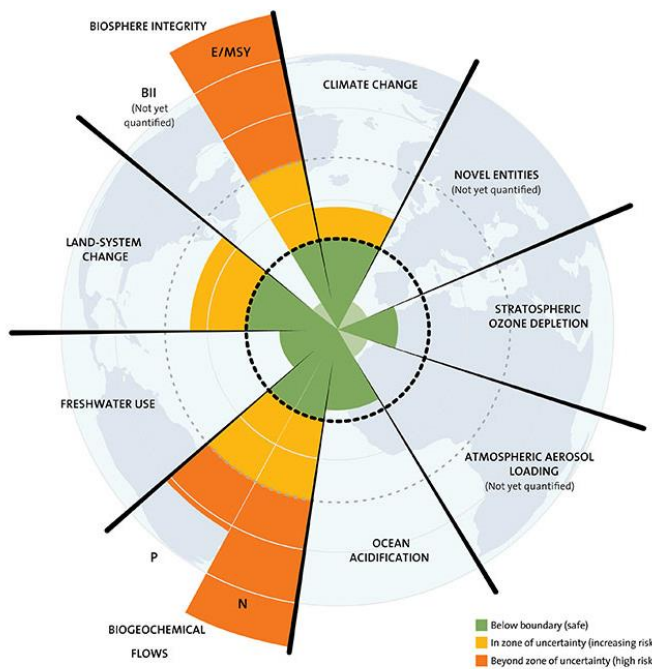 BIOSPHERE INTEGRITY
E/MSY
BII
(Not yet
quantified)
CLIMATE CHANGE
NOVEL ENTITIES
(Not yet quantified)
LAND-SYSTEM
CHANGE
STRATOSPHERIC
OZONE DEPLETION
FRESHWATER USE
ATMOSPHERIC AEROSOL
LOADING
(Not yet quantified)
OCEAN
ACIDIFICATION
P
N
BIOGEOCHEMICAL
FLOWS
Below boundary (safe)
In zone of uncertainty (increasing risk
Beyond zone of uncertainty (high risk